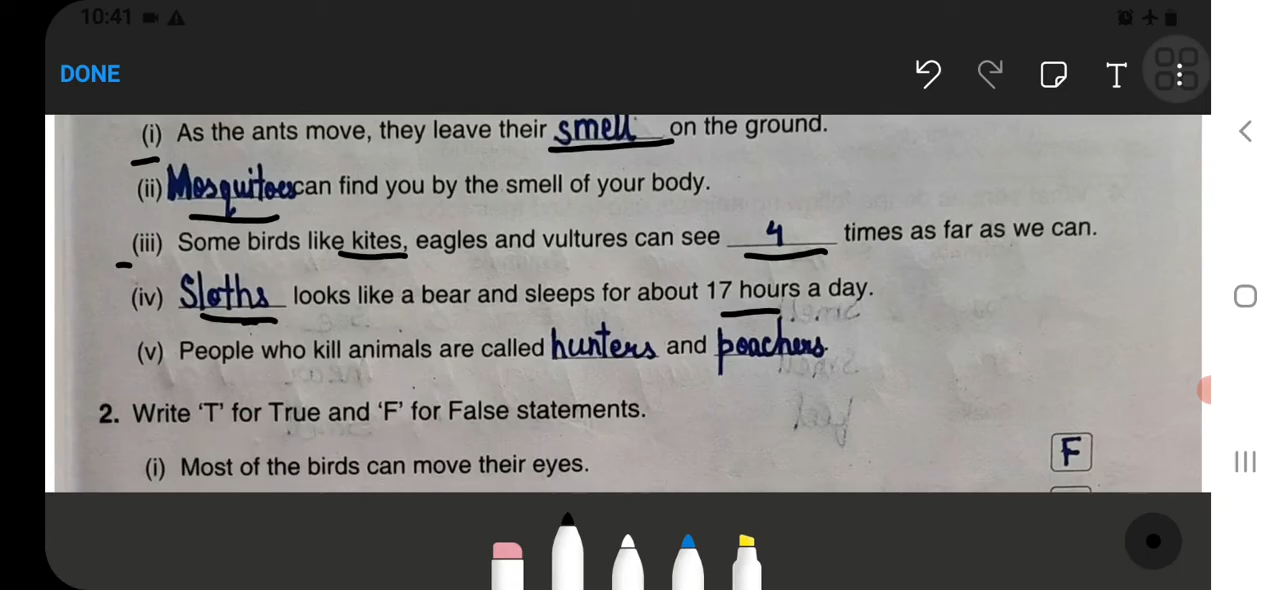 10:41
DONE
T
(i) As the ants move, they leave their smell on the ground.
(ii) Mosquitoes can find you by the smell of your body.
(iii) Some birds like kites, eagles and vultures can see 4 times as far as we can.
(iv) Sloths looks like a bear and sleeps for about 17 hours a day.
(v) People who kill animals are called hunters and poachers.
2. Write 'T' for True and 'F' for False statements.
(i) Most of the birds can move their eyes. F